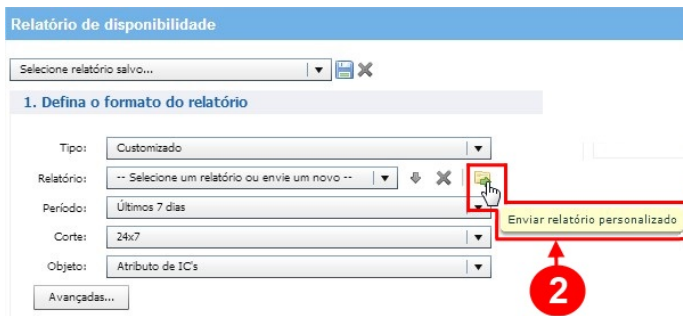 Relatório de disponibilidade
Selecione relatório salvo...
1. Defina o formato do relatório
Tipo: Customizado
Relatório: -- Selecione um relatório ou envie um novo --
Período: Últimos 7 dias
Enviar relatório personalizado
Corte: 24x7
Objeto: Atributo de IC's
2
Avançadas...